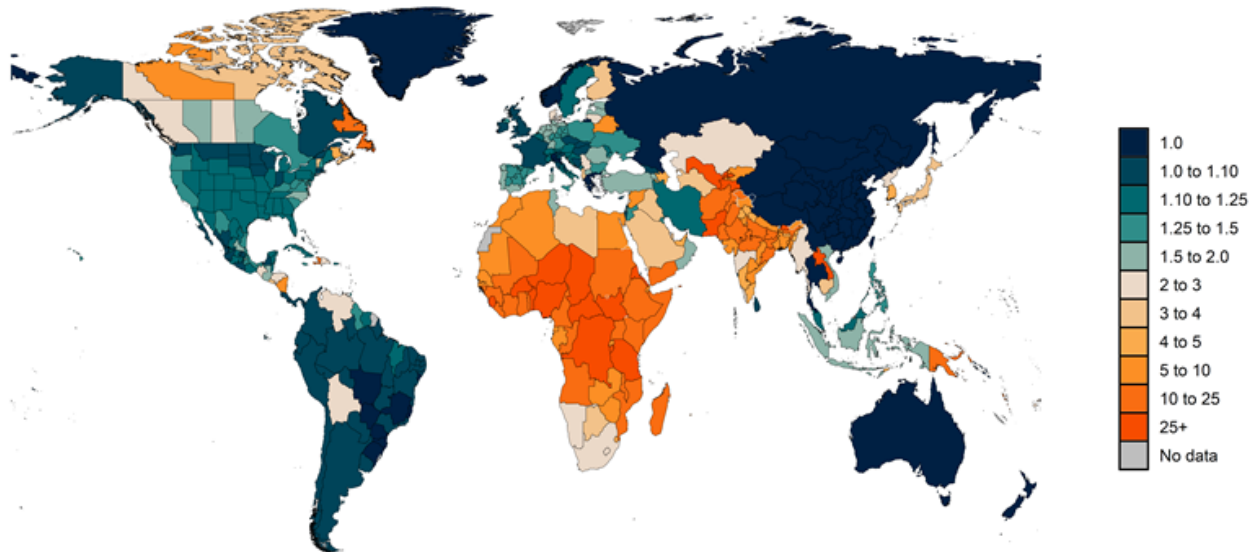 1.0
1.0 to 1.10
1.10 to 1.25
1.25 to 1.5
1.5 to 2.0
2 to 3
3 to 4
4 to 5
5 to 10
10 to 25
25+
No data